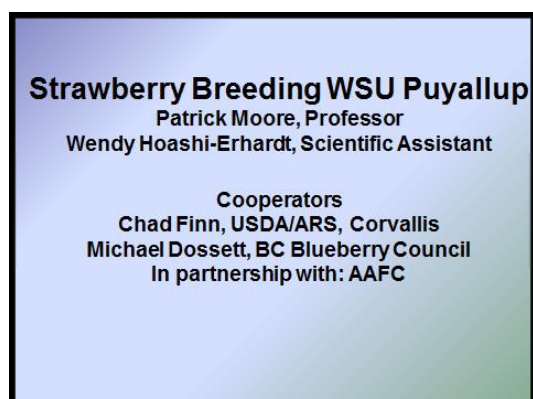 Strawberry Breeding WSU Puyallup
Patrick Moore, Professor
Wendy Hoashi-Erhardt, Scientific Assistant
Cooperators
Chad Finn, USDA/ARS, Corvallis
Michael Dossett, BC Blueberry Council
In partnership with: AAFC